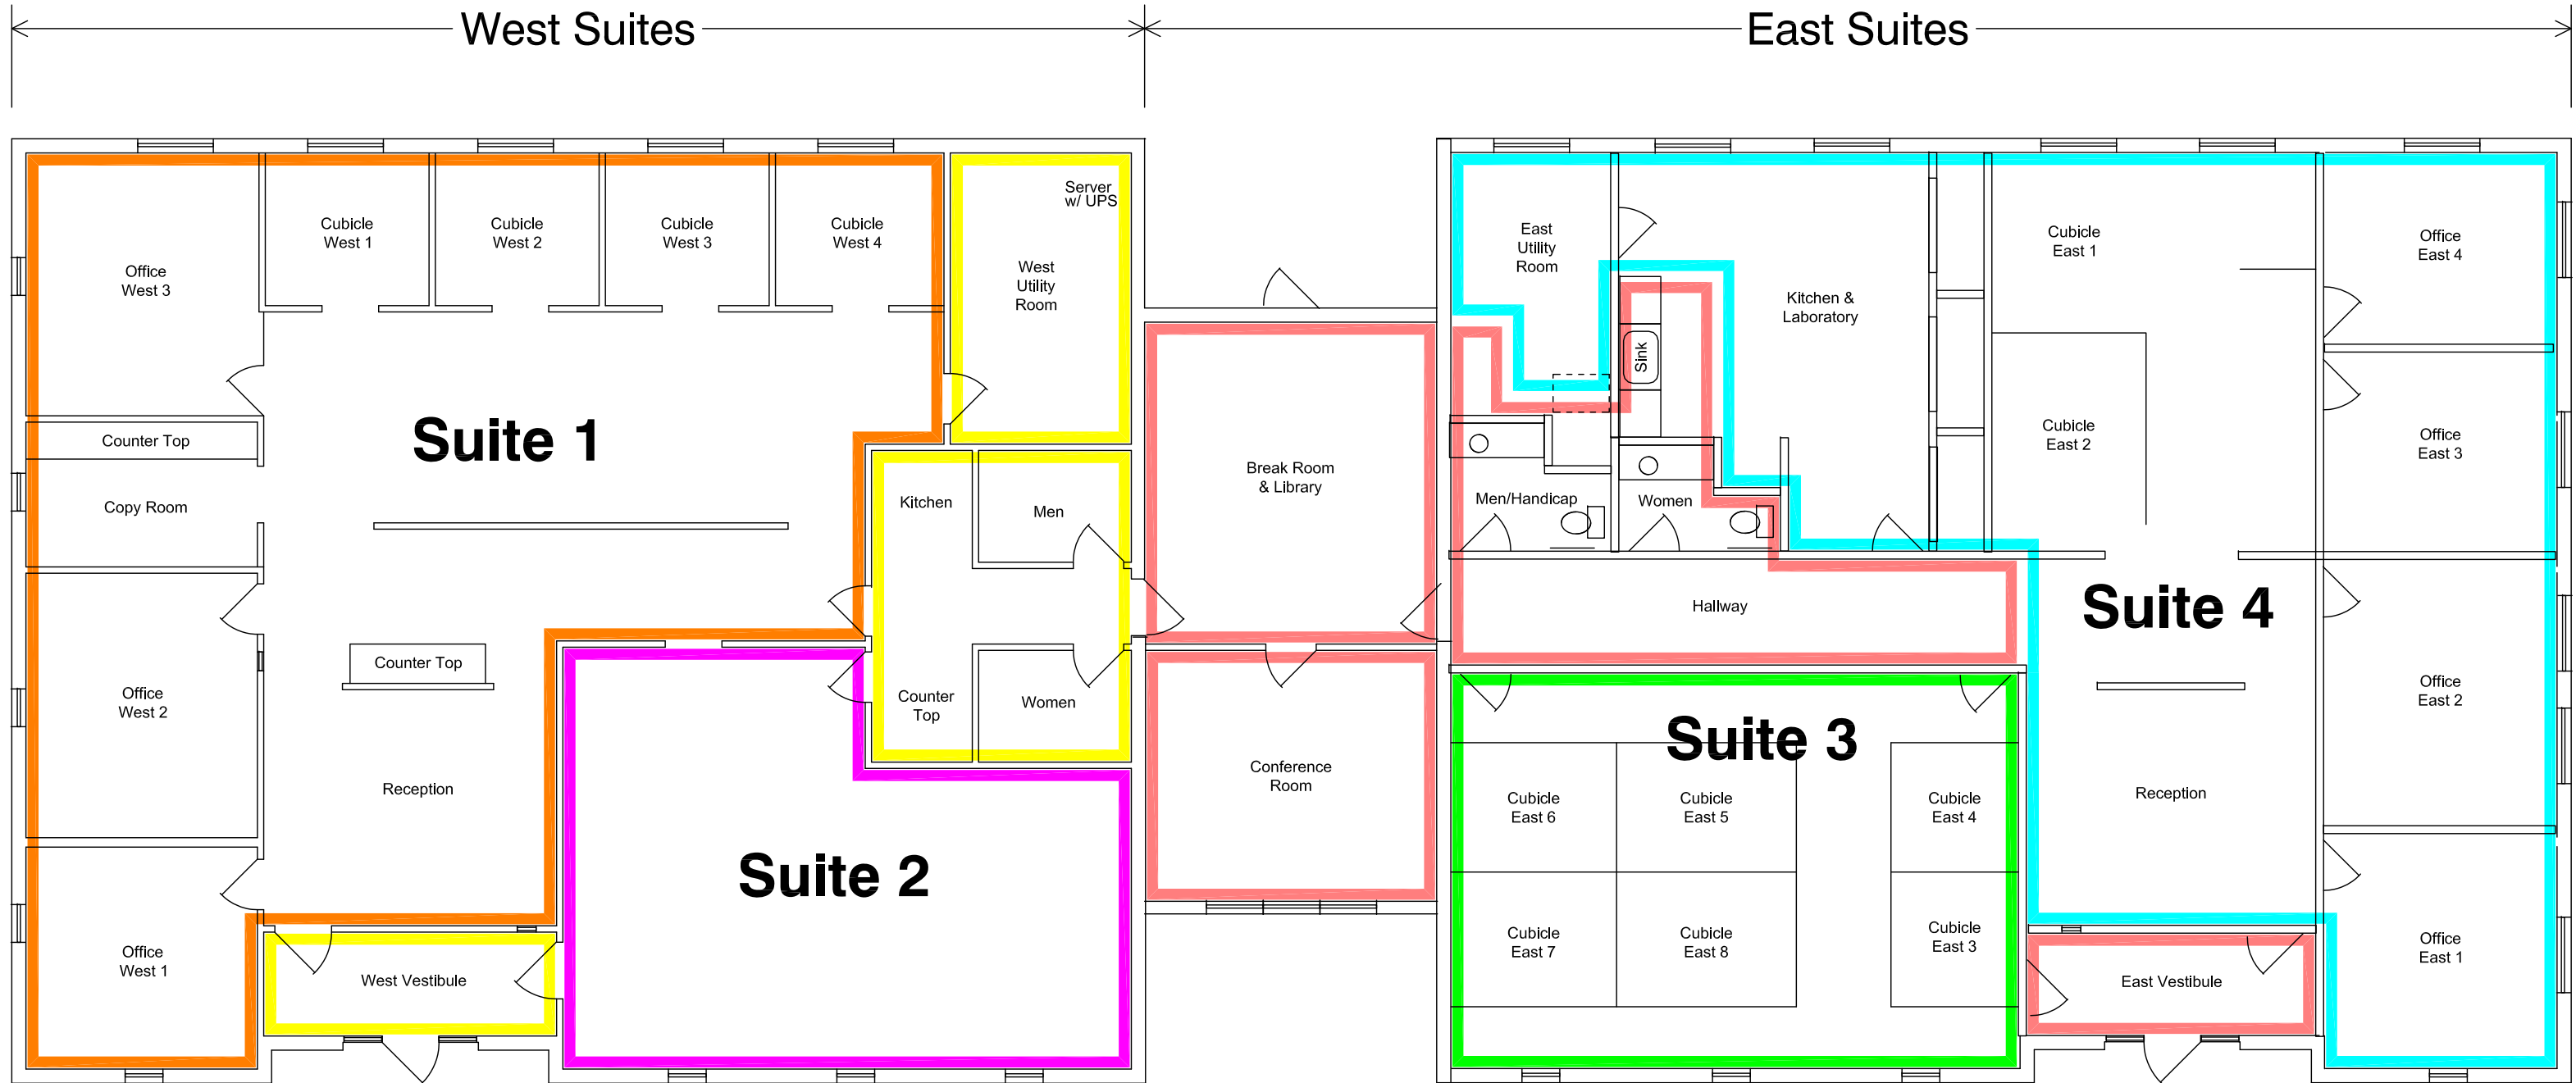 West Suites
East Suites
Office
West 3
Cubicle
West 1
Cubicle
West 2
Cubicle
West 3
Cubicle
West 4
Server
w/ UPS
West
Utility
Room
Counter Top
Copy Room
Suite 1
Kitchen
Men
Office
West 2
Counter Top
Counter
Top
Women
Reception
Suite 2
Office
West 1
West Vestibule
Break Room
& Library
Conference
Room
East
Utility
Room
Sink
Kitchen &
Laboratory
Cubicle
East 1
Cubicle
East 2
Office
East 4
Office
East 3
Men/Handicap
Women
Hallway
Suite 4
Office
East 2
Suite 3
Cubicle
East 6
Cubicle
East 5
Cubicle
East 4
Reception
Cubicle
East 7
Cubicle
East 8
Cubicle
East 3
East Vestibule
Office
East 1